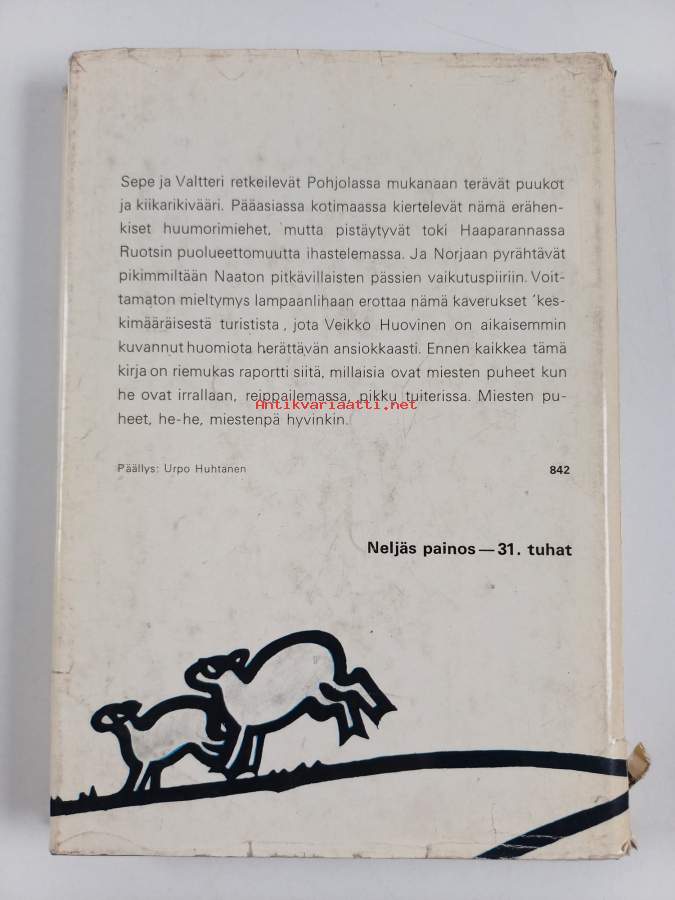 Sepe ja Valtteri retkeilevät Pohjolassa mukanaan terävät puukot
ja kiikarikivääri. Pääasiassa kotimaassa kiertelevät nämä erähen-
kiset huumorimiehet, mutta pistäytyvät toki Haaparannassa
Ruotsin puolueettomuutta ihastelemassa. Ja Norjaan pyrähtävät
pikimmiltään Naaton pitkävillaisten pässien vaikutuspiiriin. Voit-
tamaton mieltymys lampaanlihaan erottaa nämä kaverukset 'kes-
kimääräisestä turistista, jota Veikko Huovinen on aikaisemmin
kuvannut huomiota herättävän ansiokkaasti. Ennen kaikkea tämä
kirja on riemukas raportti siitä, millaisia ovat miesten puheet kun
he ovat irrallaan, reippailemassa, pikku tuiterissa. Miesten pu-
Antikvariaatti.net
heet, he-he, miestenpä hyvinkin.
Päällys: Urpo Huhtanen 842
Neljäs painos — 31. tuhat